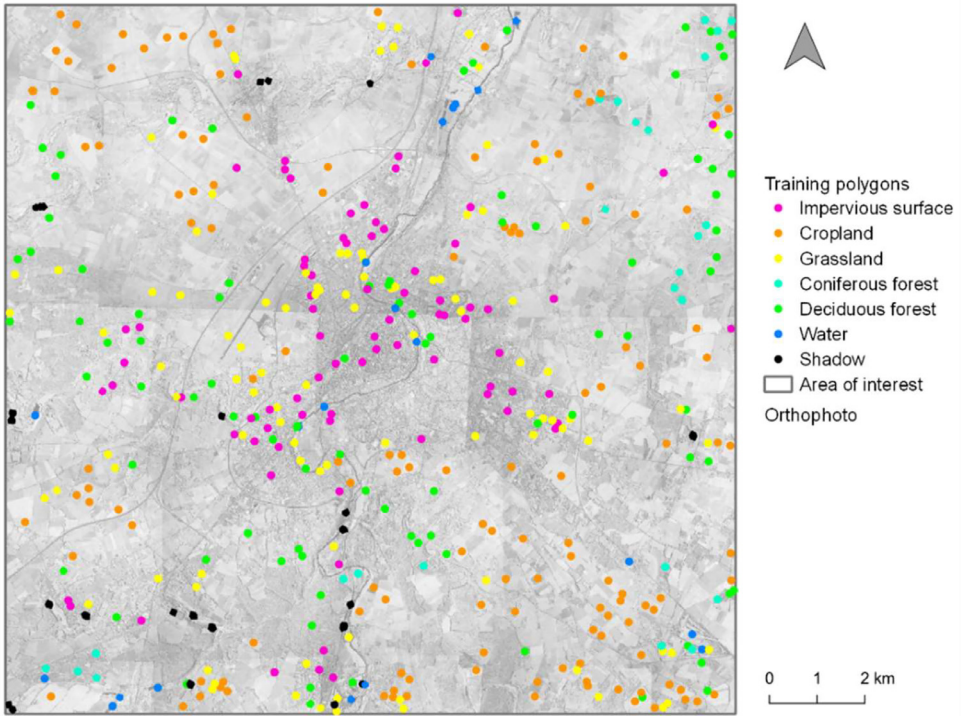 Training polygons
Impervious surface
Cropland
Grassland
Coniferous forest
Deciduous forest
Water
Shadow
Area of interest
Orthophoto
0 1 2 km